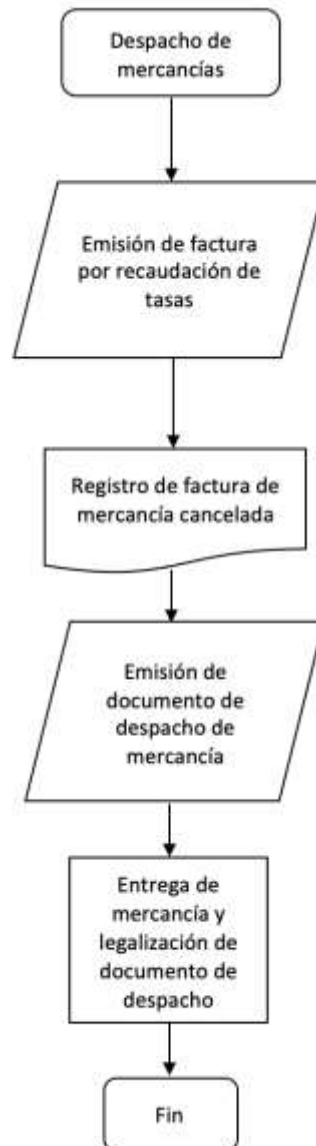 Despacho de
mercancías
Emisión de factura
por recaudación de
tasas
Registro de factura de
mercancía cancelada
Emisión de
documento de
despacho de
mercancía
Entrega de
mercancía y
legalización de
documento de
despacho
Fin